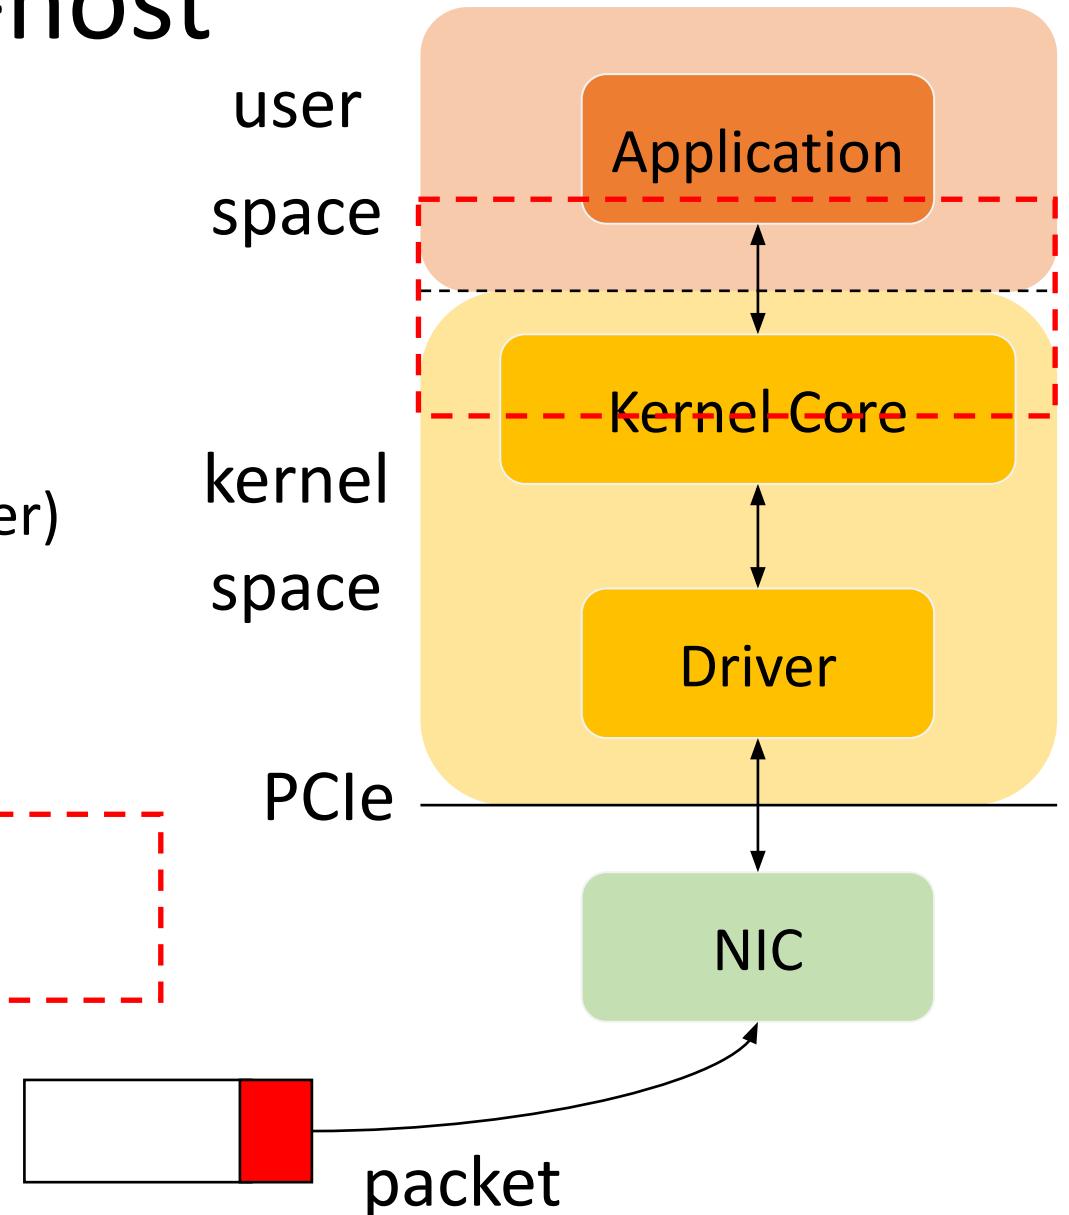 host
user
space
Application
Kernel Core
kernel
er)
space
Driver
PCIe
NIC
packet